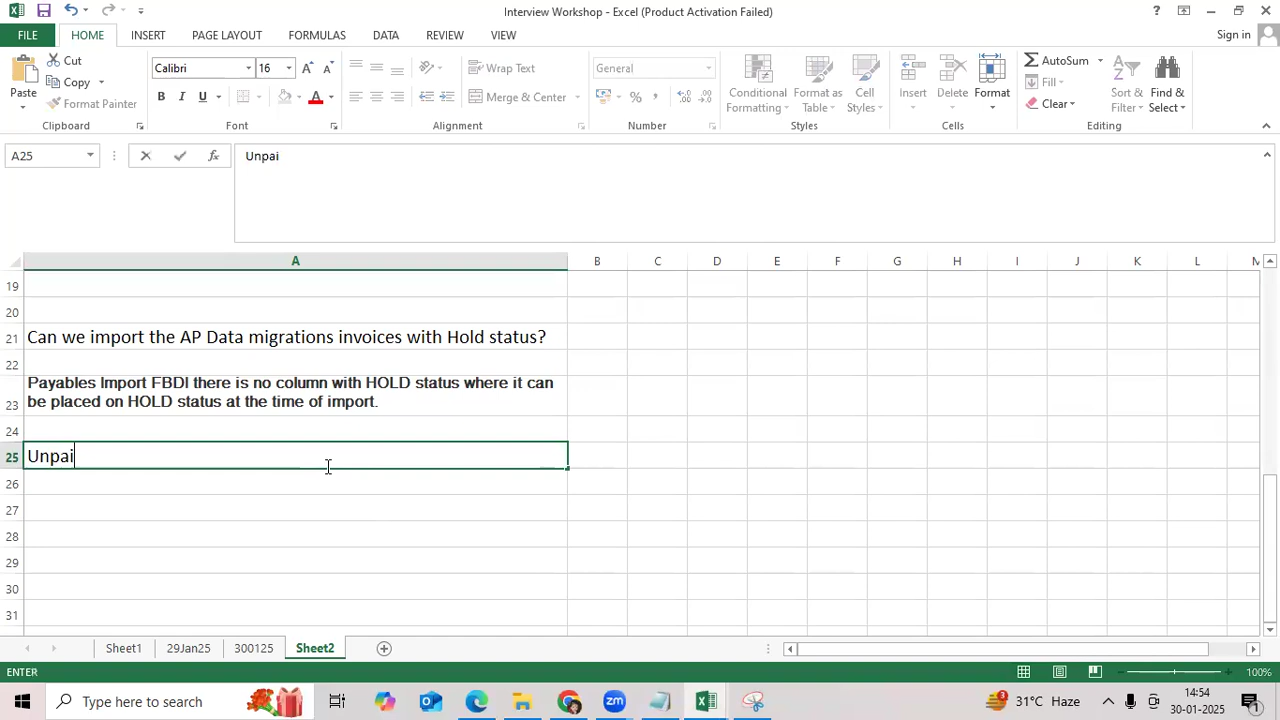 Interview Workshop - Excel (Product Activation Failed)
FILE HOME INSERT PAGE LAYOUT FORMULAS DATA REVIEW VIEW Sign in
Paste
Cut
Copy
Format Painter
Clipboard
Calibri 16
B I U A
Font
Wrap Text
Merge & Center
Alignment
General
% ,
Number
Conditional Formatting
Format as Table
Cell Styles
Styles
Insert Delete Format
Cells
AutoSum
Fill
Clear
Sort & Filter
Find & Select
Editing
A25 fx Unpai
A B C D E F G H I J K L M
19
20
21 Can we import the AP Data migrations invoices with Hold status?
22
23 Payables Import FBDI there is no column with HOLD status where it can
be placed on HOLD status at the time of import.
24
25 Unpai
26
27
28
29
30
31
Sheet1 29Jan25 300125 Sheet2
ENTER 100%
Type here to search 31°C Haze 14:54
30-01-2025